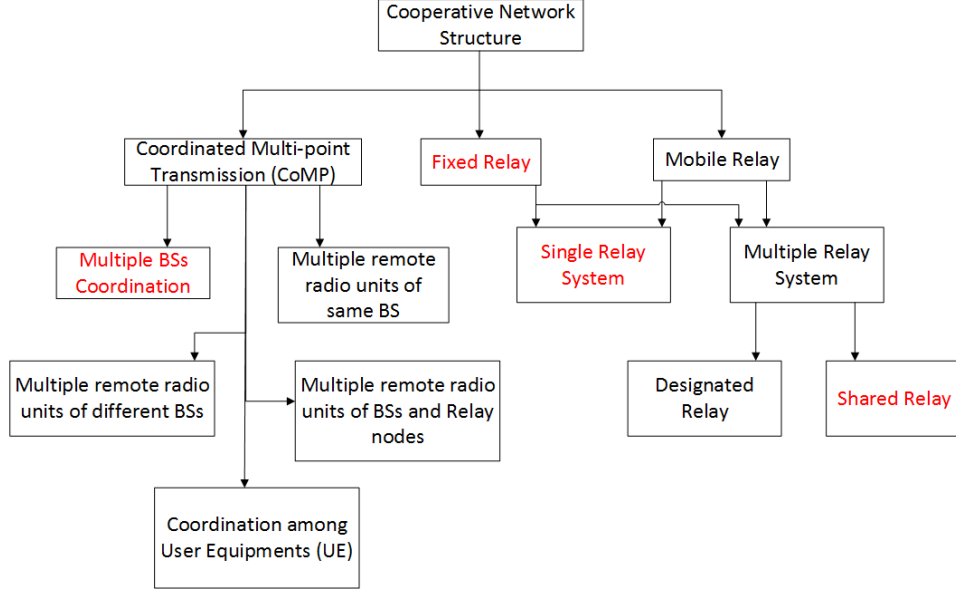 Cooperative Network
Structure
Coordinated Multi-point
Transmission (CoMP)
Fixed Relay
Mobile Relay
Multiple BSs
Coordination
Multiple remote
radio units of
same BS
Single Relay
System
Multiple Relay
System
Multiple remote radio
units of different BSs
Multiple remote radio
units of BSs and Relay
nodes
Designated
Relay
Shared Relay
Coordination among
User Equipments (UE)